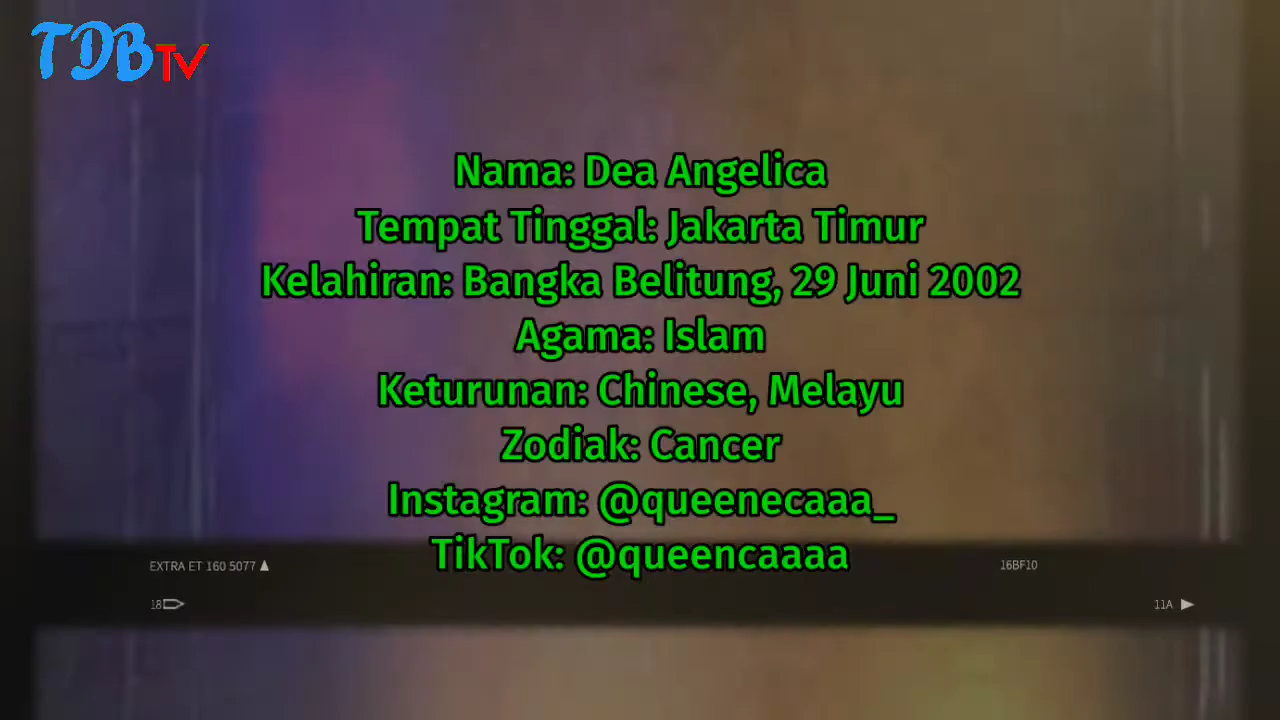 TDBTV
Nama: Dea Angelica
Tempat Tinggal: Jakarta Timur
Kelahiran: Bangka Belitung, 29 Juni 2002
Agama: Islam
Keturunan: Chinese, Melayu
Zodiak: Cancer
Instagram: @queenecaaa_
TikTok: @queencaaaa
EXTRA ET 160 5077 ▲ 16BF10
18 11A ▶